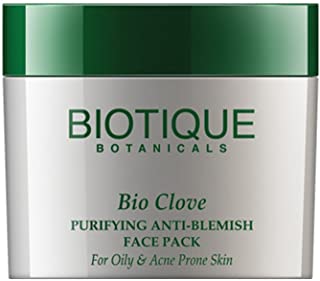 BIOTIQUE
BOTANICALS
Bio Clove
PURIFYING ANTI-BLEMISH
FACE PACK
For Oily & Acne Prone Skin